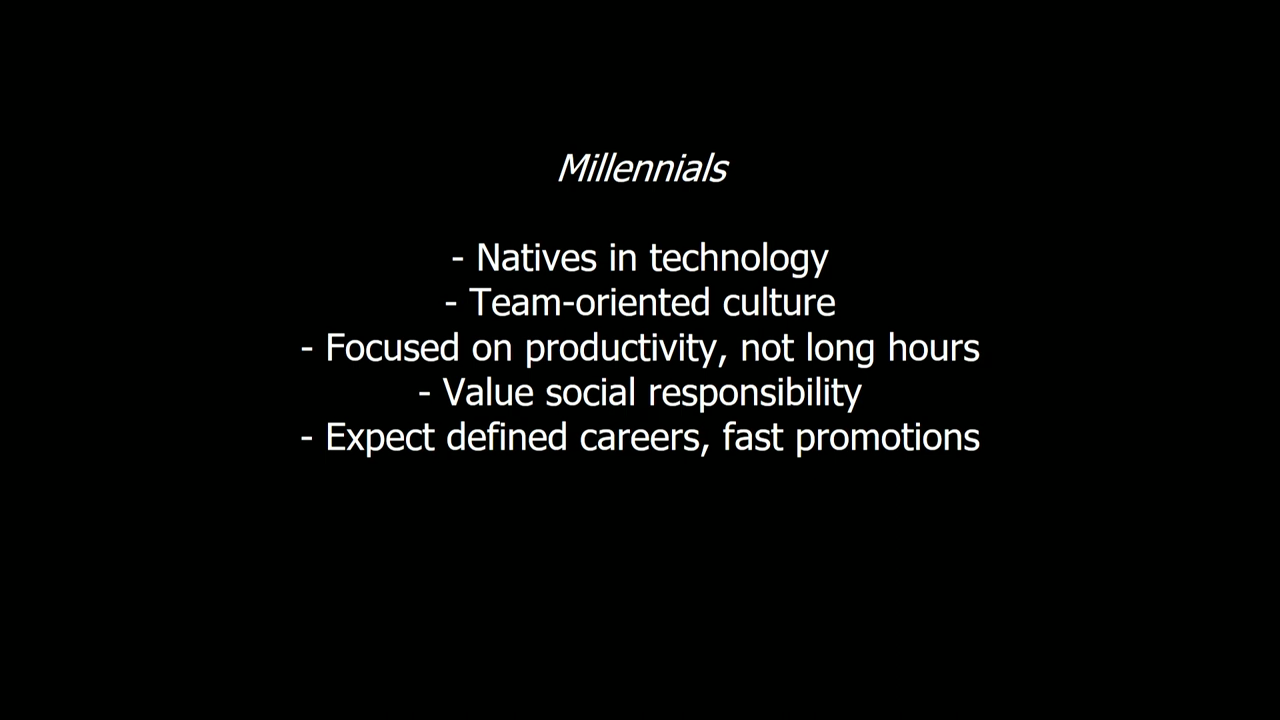 Millennials
- Natives in technology
- Team-oriented culture
- Focused on productivity, not long hours
- Value social responsibility
- Expect defined careers, fast promotions